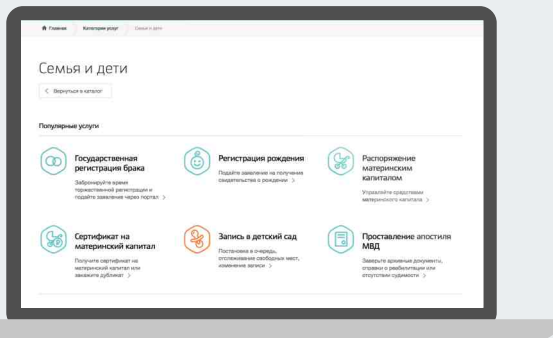 Главная Категории услуг Семья и дети
Семья и дети
Вернуться в каталог
Популярные услуги
Государственная
регистрация брака
Забронируйте время
торжественной регистрации и
подайте заявление через портал
Регистрация рождения
Подайте заявление на получение
свидетельства о рождении
Распоряжение
материнским
капиталом
Управляйте средствами
материнского капитала
Сертификат на
материнский капитал
Получите сертификат на
материнский капитал или
закажите дубликат
Запись в детский сад
Постановка в очередь,
отслеживание свободных мест,
изменение записи
Проставление апостиля
МВД
Заверьте архивные документы,
справки о реабилитации или
отсутствии судимости